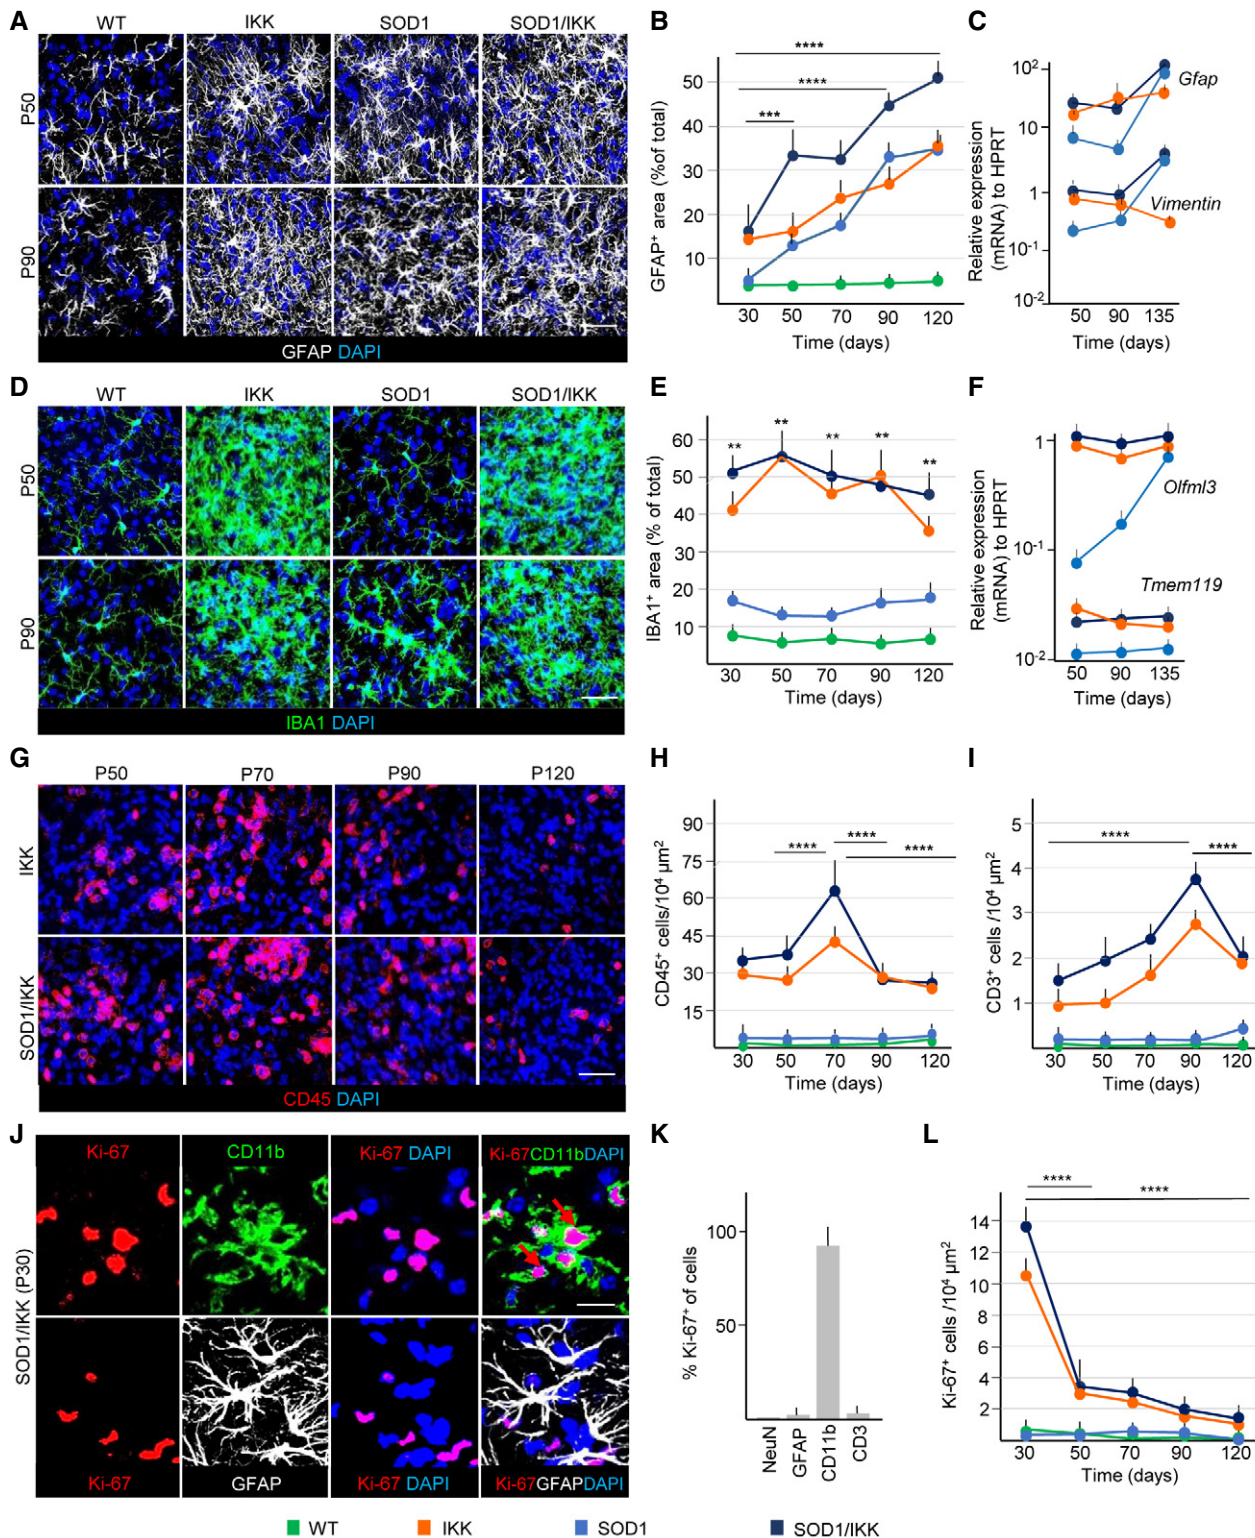 A
WT IKK SOD1 SOD1/IKK
P50
P90
GFAP DAPI
B
GFAP⁺ area (%of total)
****
****
***
50
40
30
20
10
30 50 70 90 120
Time (days)
C
Relative expression
(mRNA) to HPRT
10²
10
1
10⁻¹
10⁻²
Gfap
Vimentin
50 90 135
Time (days)
D
WT IKK SOD1 SOD1/IKK
P50
P90
IBA1 DAPI
E
IBA1⁺ area (% of total)
** ** ** ** **
60
50
40
30
20
10
30 50 70 90 120
Time (days)
F
Relative expression
(mRNA) to HPRT
1
10⁻¹
10⁻²
Olfml3
Tmem119
50 90 135
Time (days)
G
P50 P70 P90 P120
IKK
SOD1/IKK
CD45 DAPI
H
CD45⁺ cells/10⁴ µm²
**** **** ****
90
75
60
45
30
15
30 50 70 90 120
Time (days)
I
CD3⁺ cells /10⁴ µm²
**** ****
5
4
3
2
1
30 50 70 90 120
Time (days)
J
SOD1/IKK (P30)
Ki-67 CD11b Ki-67 DAPI Ki-67CD11bDAPI
Ki-67 GFAP Ki-67 DAPI Ki-67GFAPDAPI
K
% Ki-67⁺ of cells
100
50
NeuN
GFAP
CD11b
CD3
L
Ki-67⁺ cells /10⁴ µm²
**** ****
14
12
10
8
6
4
2
30 50 70 90 120
Time (days)
WT IKK SOD1 SOD1/IKK